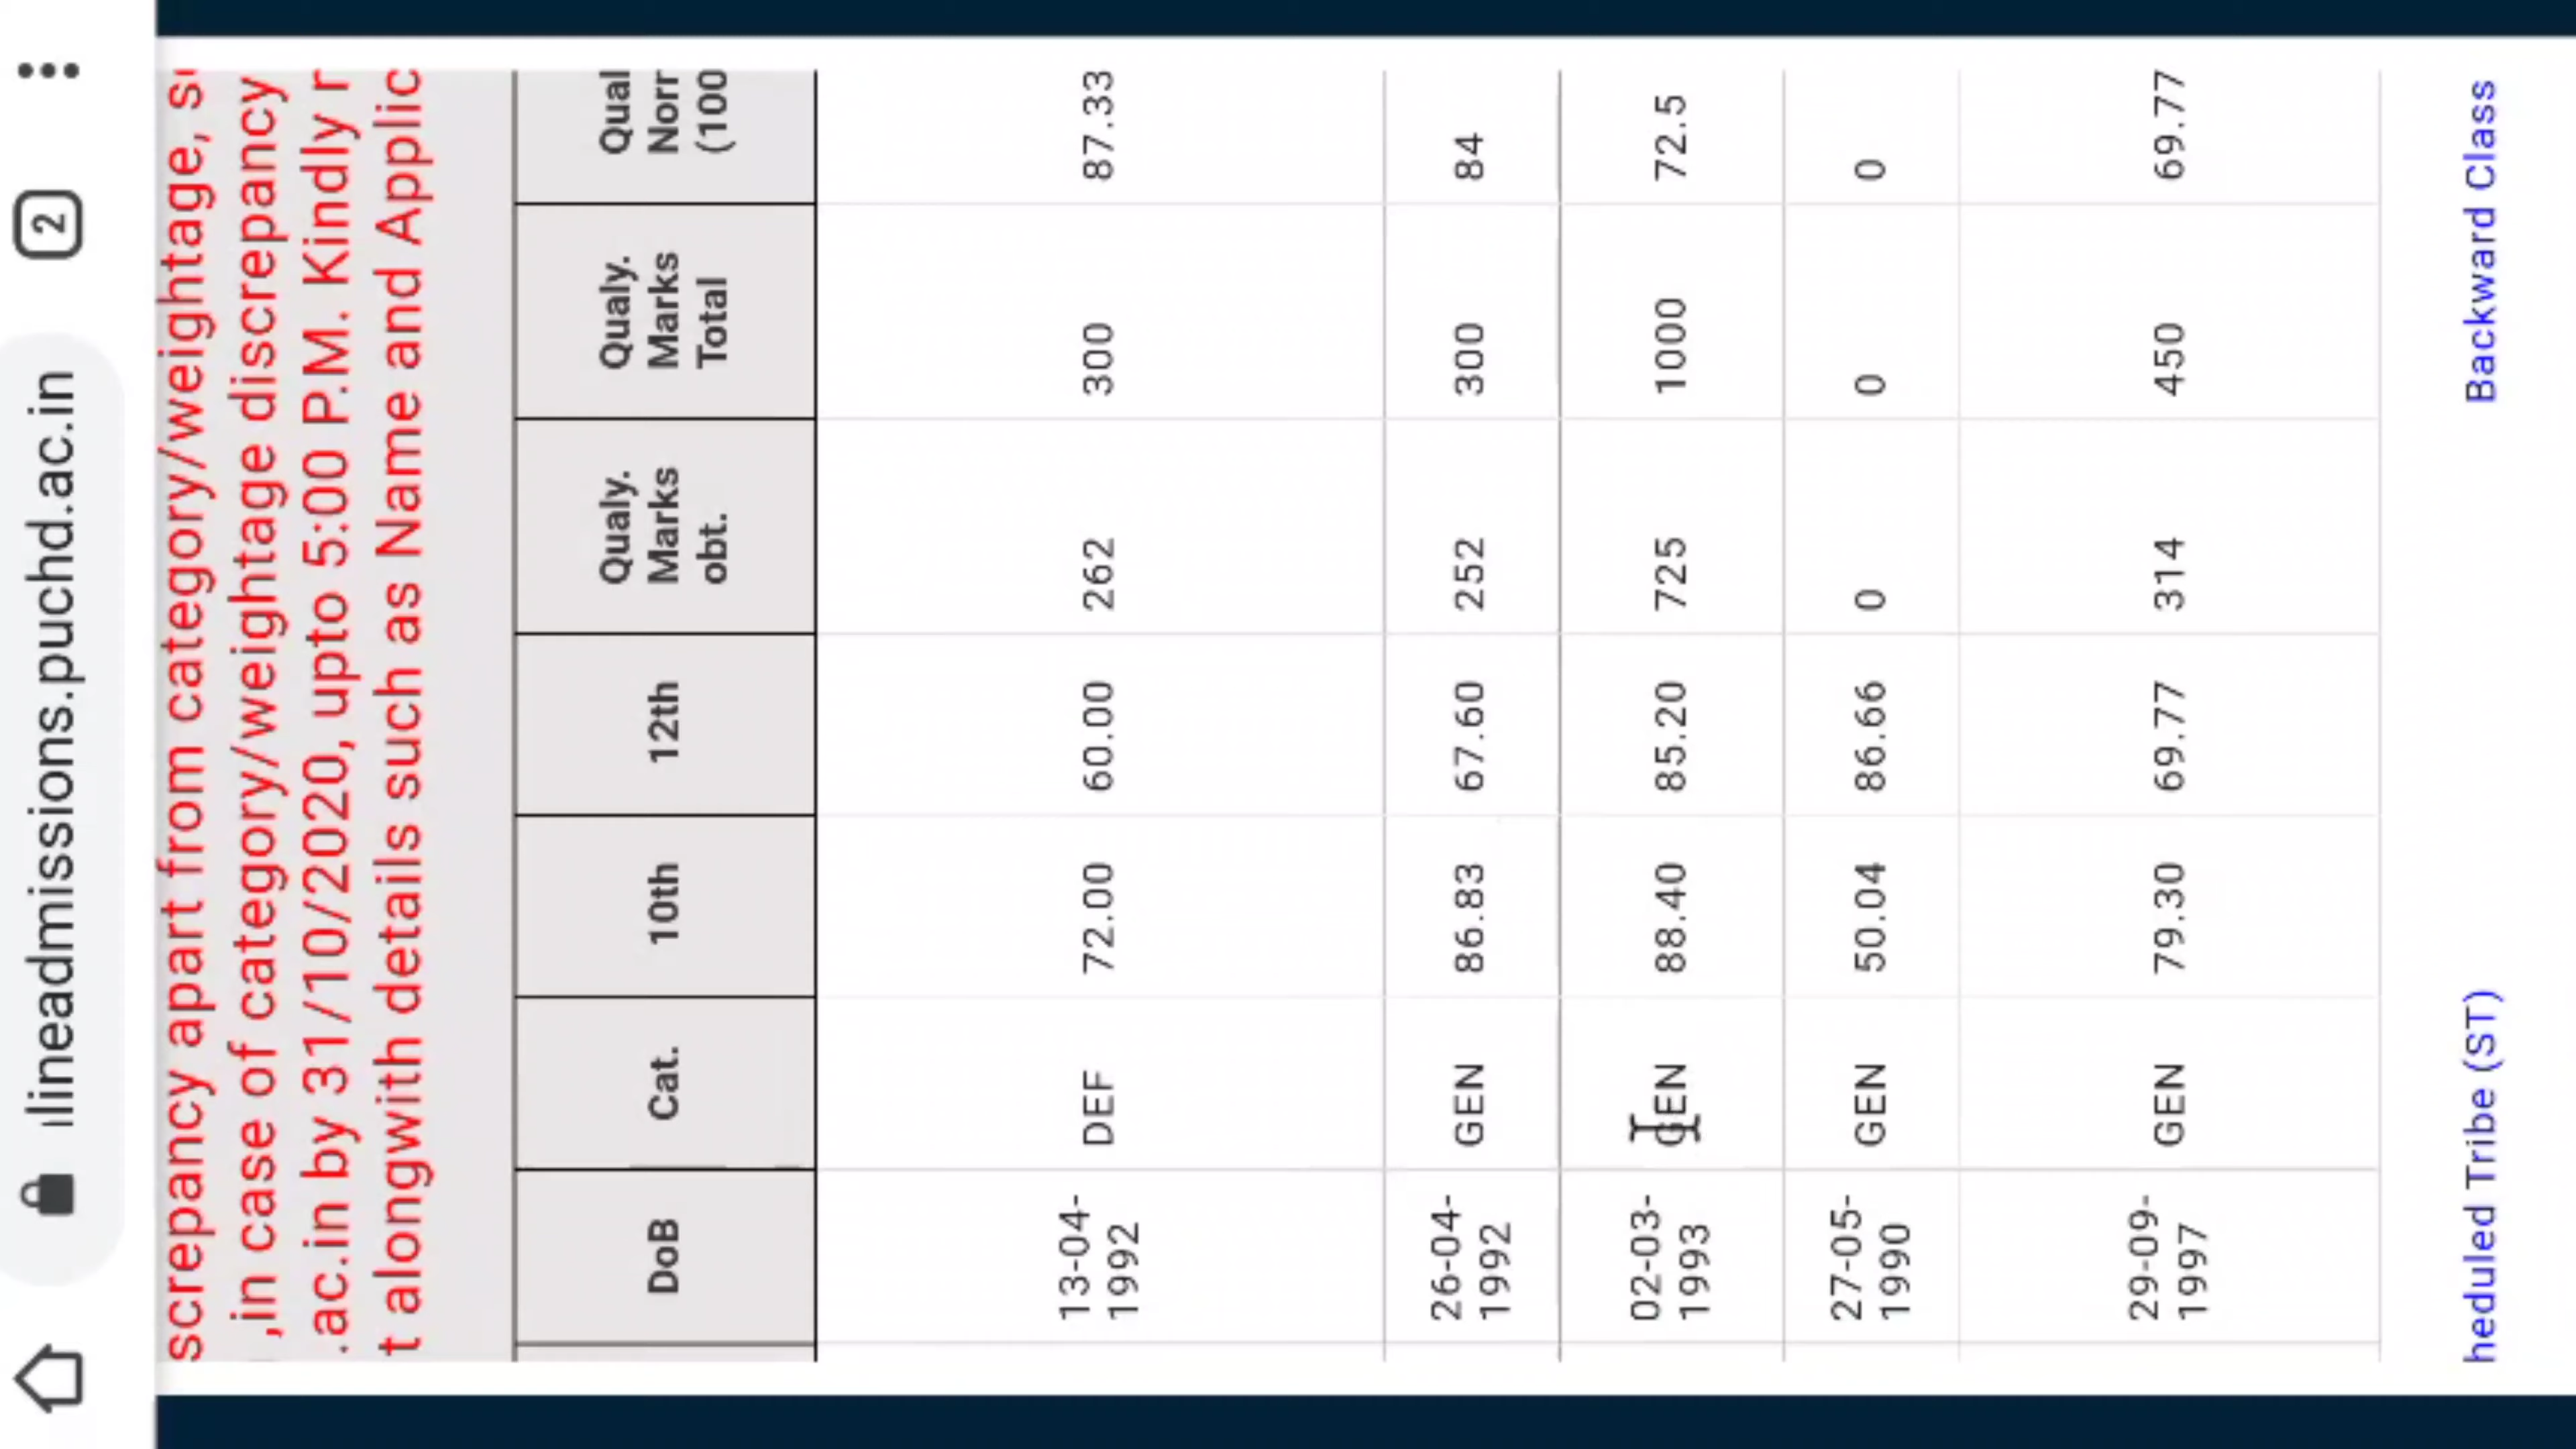 ılineadmissions.puchd.ac.in 2
screpancy apart from category/weightage,
,in case of category/weightage discrepancy
.ac.in by 31/10/2020, upto 5:00 P.M. Kindly r
t alongwith details such as Name and Applic
DoB Cat. 10th 12th Qualy. Marks obt. Qualy. Marks Total Qual Norr (100
13-04-1992 DEF 72.00 60.00 262 300 87.33
26-04-1992 GEN 86.83 67.60 252 300 84
02-03-1993 GEN 88.40 85.20 725 1000 72.5
27-05-1990 GEN 50.04 86.66 0 0 0
29-09-1997 GEN 79.30 69.77 314 450 69.77
heduled Tribe (ST) Backward Class